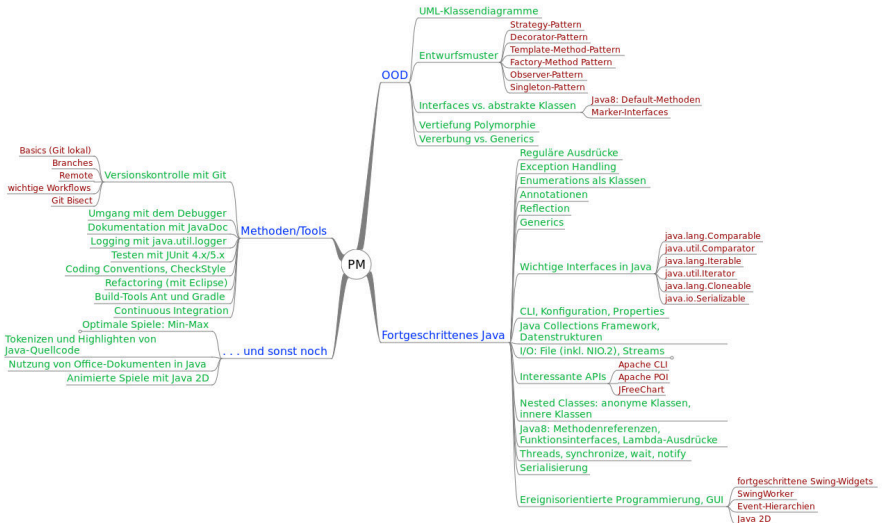 PM
OOD
UML-Klassendiagramme
Entwurfsmuster
Strategy-Pattern
Decorator-Pattern
Template-Method-Pattern
Factory-Method Pattern
Observer-Pattern
Singleton-Pattern
Interfaces vs. abstrakte Klassen
Java8: Default-Methoden
Marker-Interfaces
Vertiefung Polymorphie
Vererbung vs. Generics
Fortgeschrittenes Java
Reguläre Ausdrücke
Exception Handling
Enumerations als Klassen
Annotationen
Reflection
Generics
Wichtige Interfaces in Java
java.lang.Comparable
java.util.Comparator
java.lang.Iterable
java.util.Iterator
java.lang.Cloneable
java.io.Serializable
CLI, Konfiguration, Properties
Java Collections Framework,
Datenstrukturen
I/O: File (inkl. NIO.2), Streams
Interessante APIs
Apache CLI
Apache POI
JFreeChart
Nested Classes: anonyme Klassen,
innere Klassen
Java8: Methodenreferenzen,
Funktionsinterfaces, Lambda-Ausdrücke
Threads, synchronize, wait, notify
Serialisierung
Ereignisorientierte Programmierung, GUI
fortgeschrittene Swing-Widgets
SwingWorker
Event-Hierarchien
Java 2D
Methoden/Tools
Versionskontrolle mit Git
Basics (Git lokal)
Branches
Remote
wichtige Workflows
Git Bisect
Umgang mit dem Debugger
Dokumentation mit JavaDoc
Logging mit java.util.logger
Testen mit JUnit 4.x/5.x
Coding Conventions, CheckStyle
Refactoring (mit Eclipse)
Build-Tools Ant und Gradle
Continuous Integration
. . . und sonst noch
Optimale Spiele: Min-Max
Tokenizen und Highlighten von
Java-Quellcode
Nutzung von Office-Dokumenten in Java
Animierte Spiele mit Java 2D